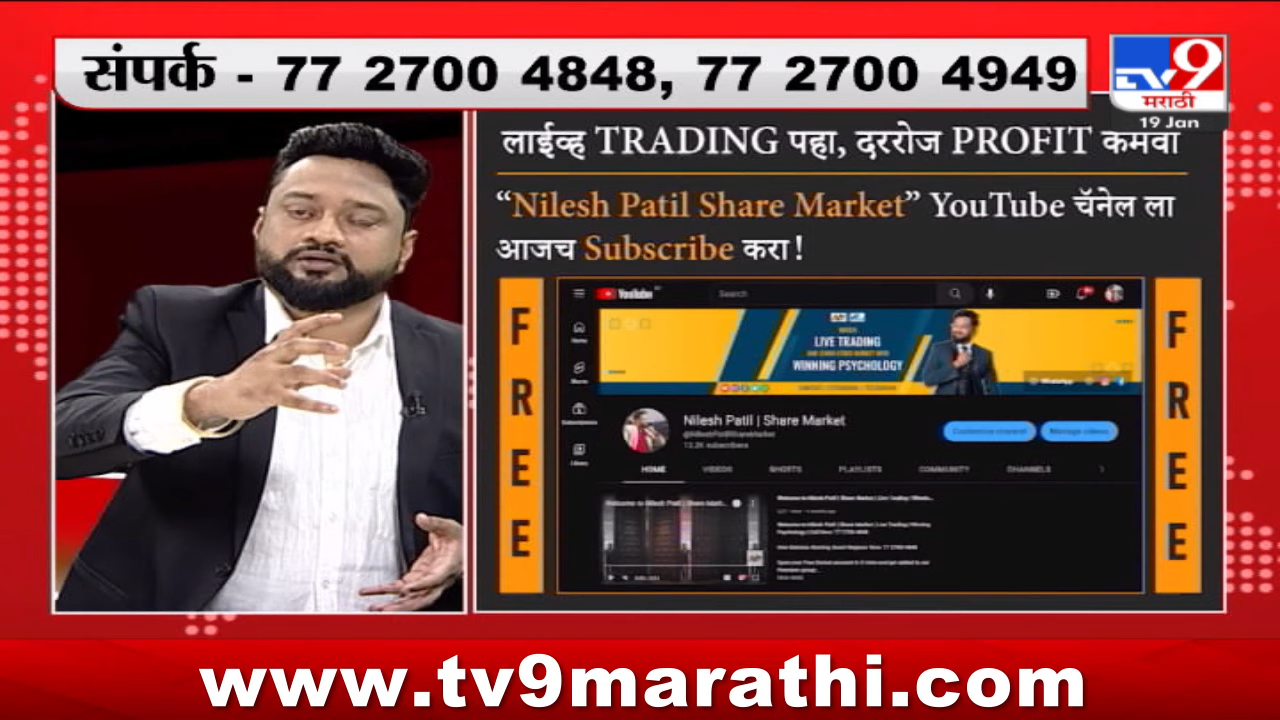 संपर्क - 77 2700 4848, 77 2700 4949
TV9
मराठी
19 Jan
लाईव्ह TRADING पहा, दररोज PROFIT कमवा
“Nilesh Patil Share Market” YouTube चॅनेल ला
आजच Subscribe करा!
FREE
YouTube
Search
LIVE TRADING
WINNING PSYCHOLOGY
Nilesh Patil | Share Market
HOME VIDEOS SHORTS PLAYLISTS COMMUNITY CHANNELS
FREE
www.tv9marathi.com